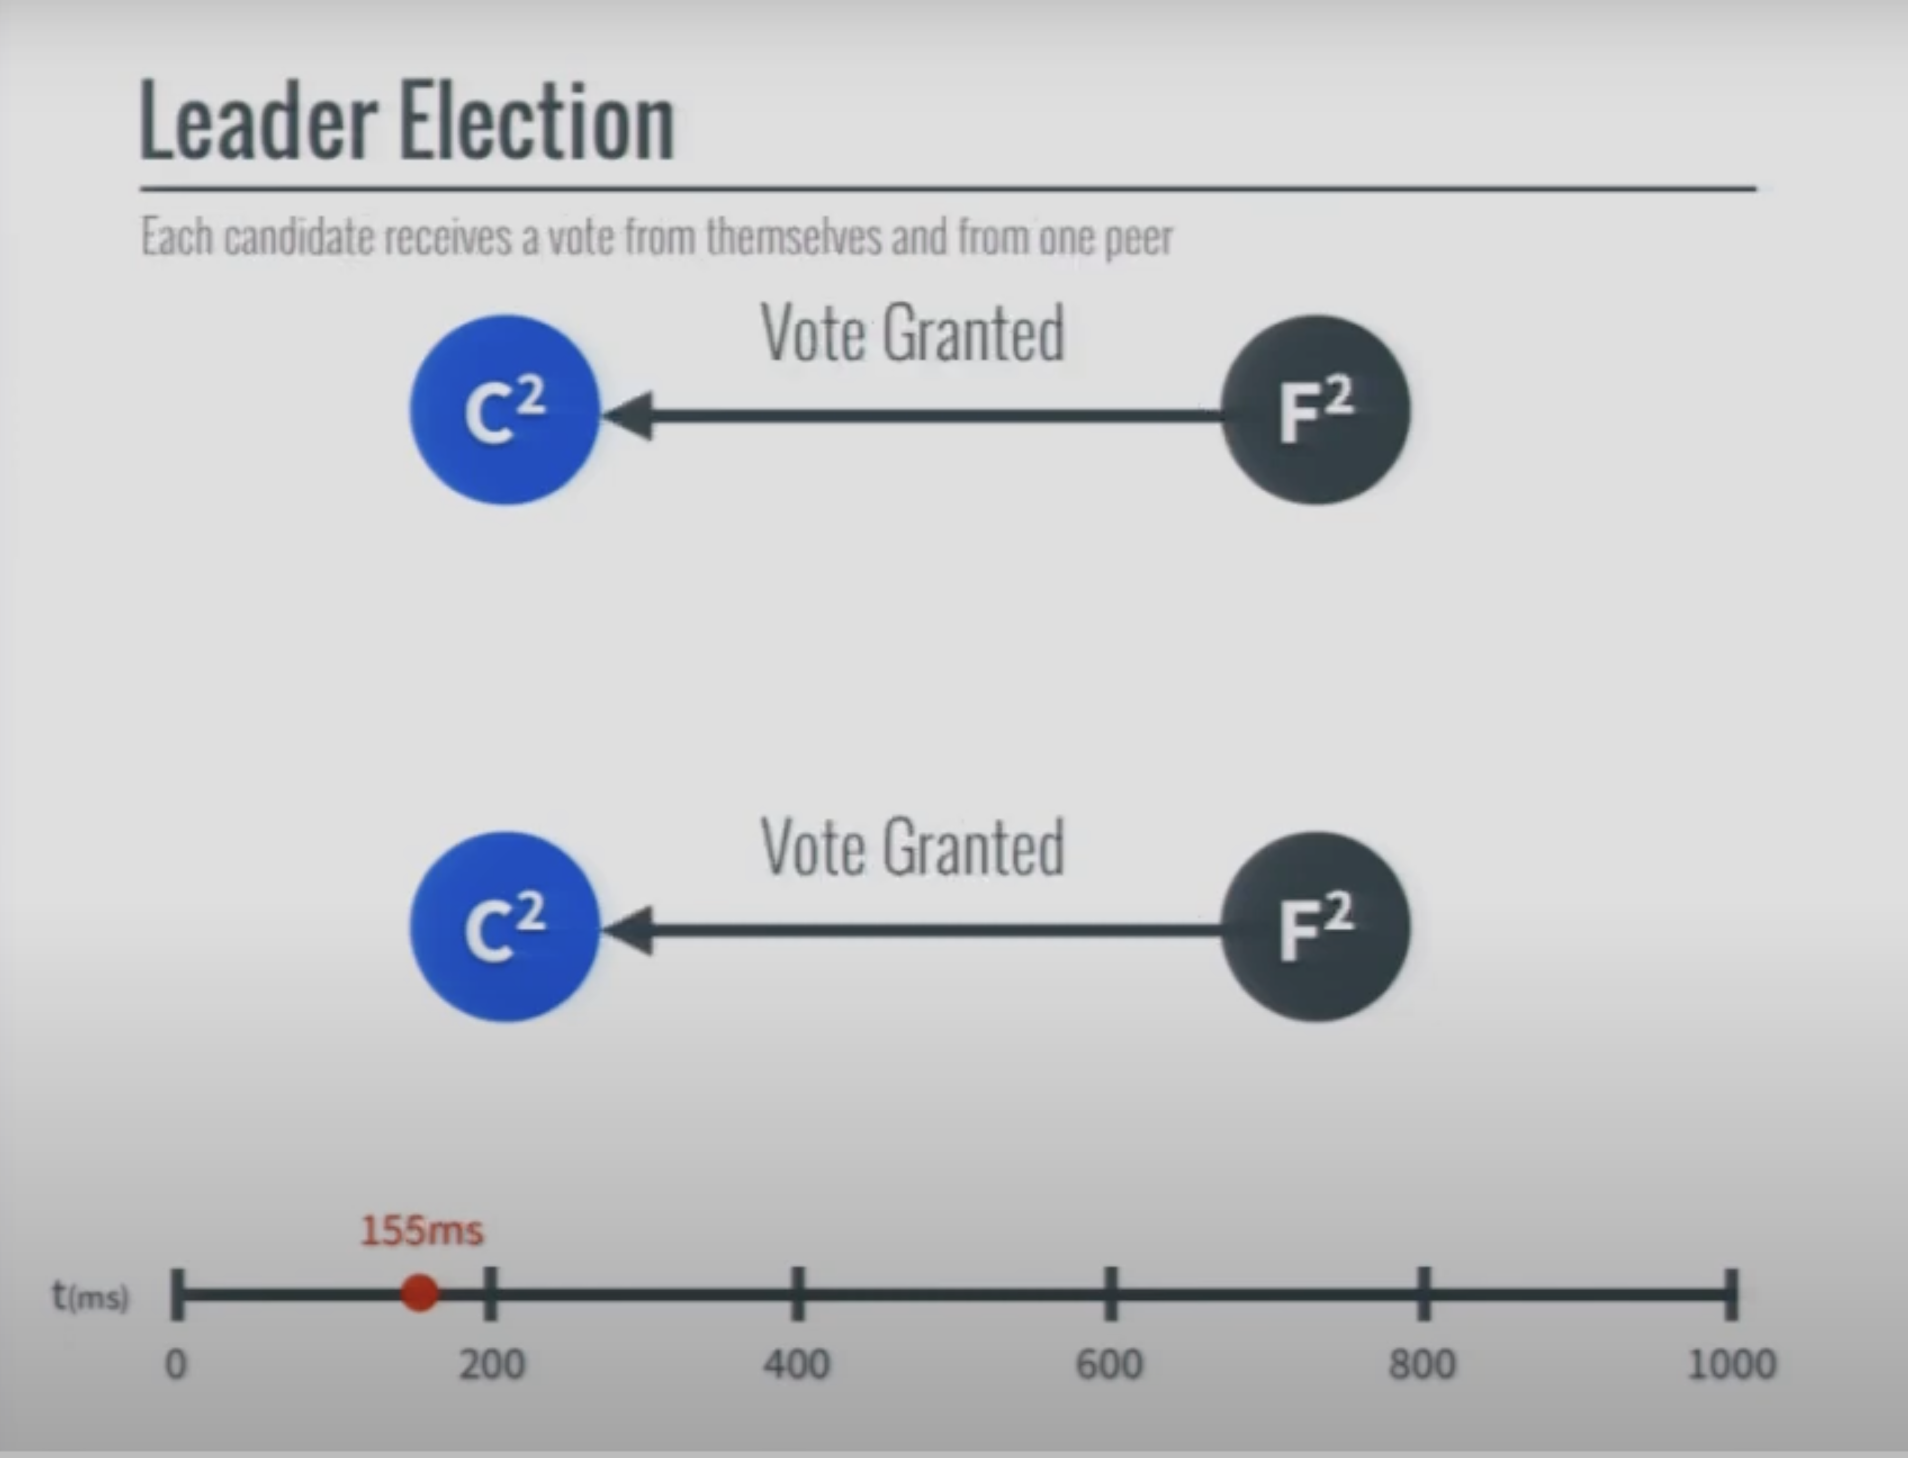 Leader Election
Each candidate receives a vote from themselves and from one peer
Vote Granted
C² F²
Vote Granted
C² F²
155ms
t(ms)
0 200 400 600 800 1000